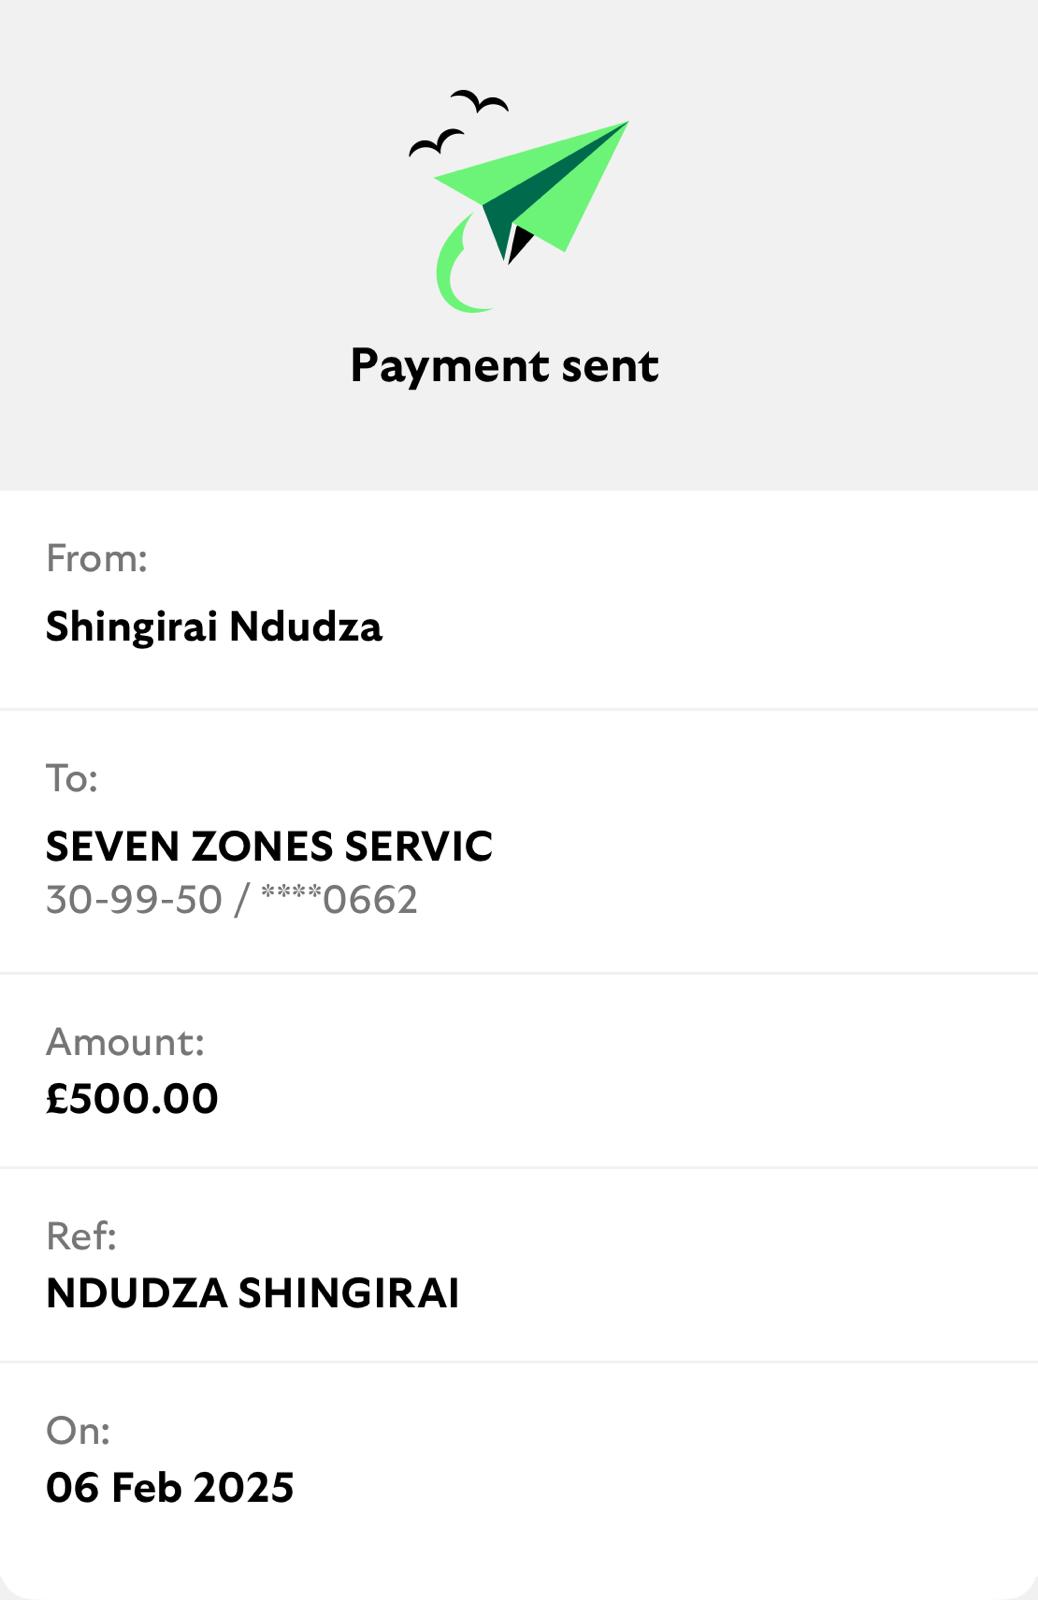 Payment sent
From:
Shingirai Ndudza
To:
SEVEN ZONES SERVIC
30-99-50 / ****0662
Amount:
£500.00
Ref:
NDUDZA SHINGIRAI
On:
06 Feb 2025